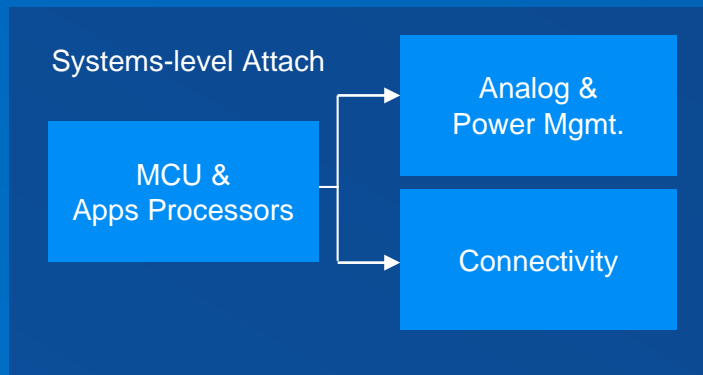 Systems-level Attach
MCU &
Apps Processors
Analog &
Power Mgmt.
Connectivity